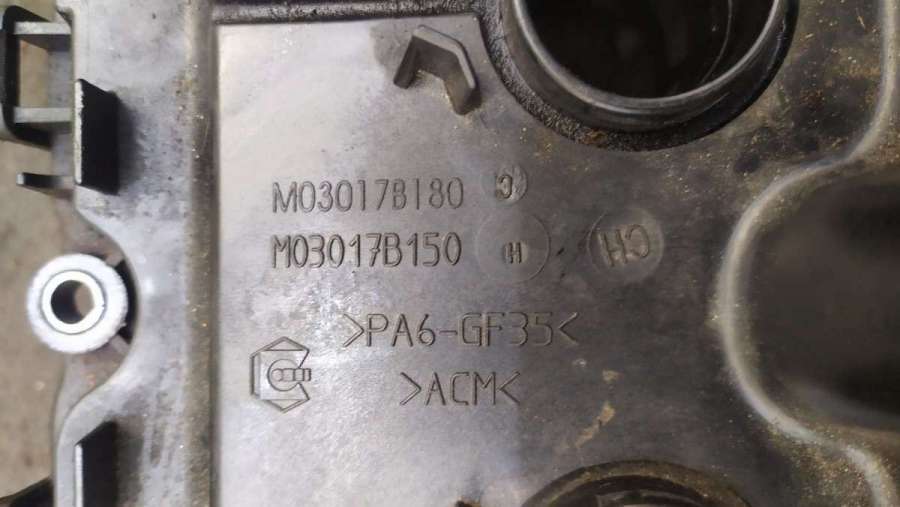 M03017B180
M03017B150
H
CH
>PA6-GF35<
>ACM<